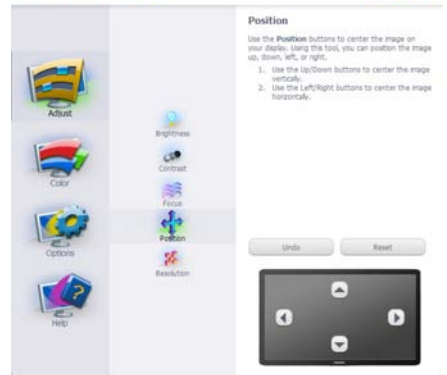 Position
Use the Position buttons to center the image on
your display. Using this tool, you can position the image
up, down, left, or right.
1. Use the Up/Down buttons to center the image
vertically.
2. Use the Left/Right buttons to center the image
horizontally.
Adjust
Color
Options
Help
Brightness
Contrast
Focus
Position
Resolution
Undo
Reset